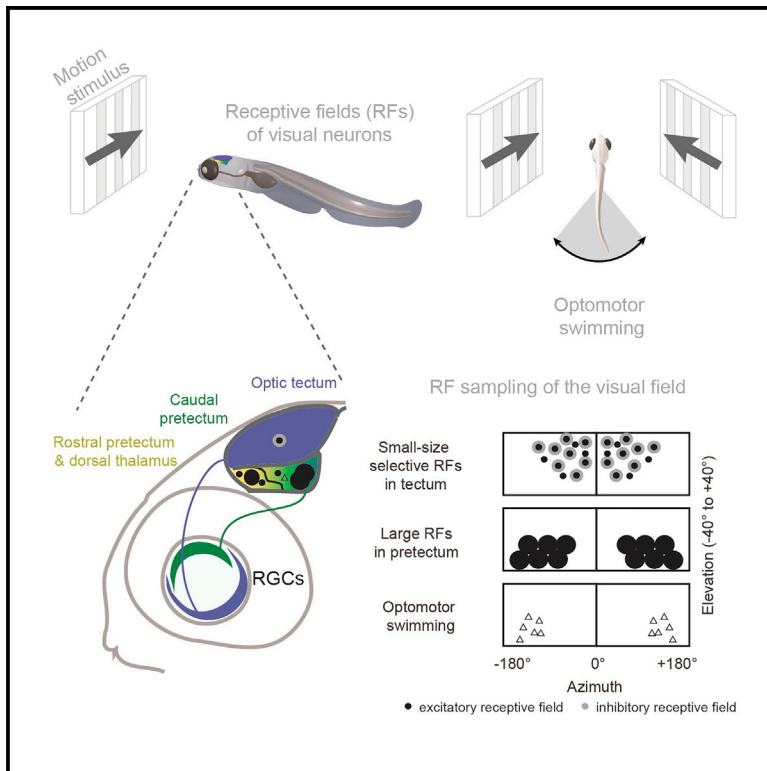 Motion
stimulus
Receptive fields (RFs)
of visual neurons
Optomotor
swimming
Optic tectum
Caudal
pretectum
Rostral pretectum
& dorsal thalamus
RGCs
RF sampling of the visual field
Small-size
selective RFs
in tectum
Large RFs
in pretectum
Optomotor
swimming
Elevation (-40° to +40°)
-180° 0° +180°
Azimuth
excitatory receptive field inhibitory receptive field